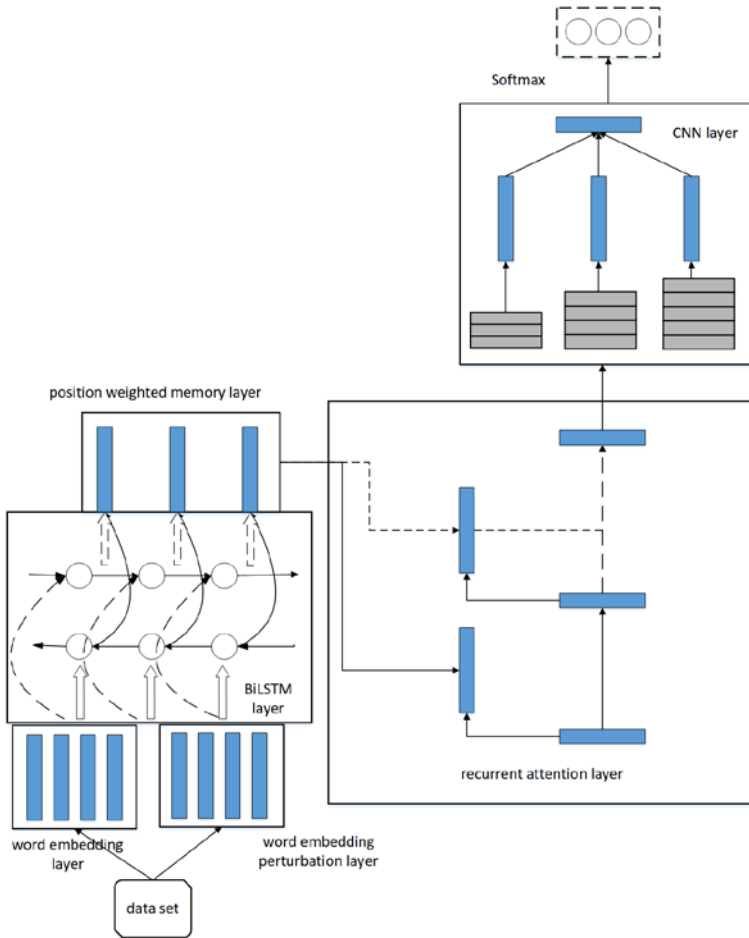 Softmax
CNN layer
position weighted memory layer
BiLSTM
layer
recurrent attention layer
word embedding
layer
word embedding
perturbation layer
data set